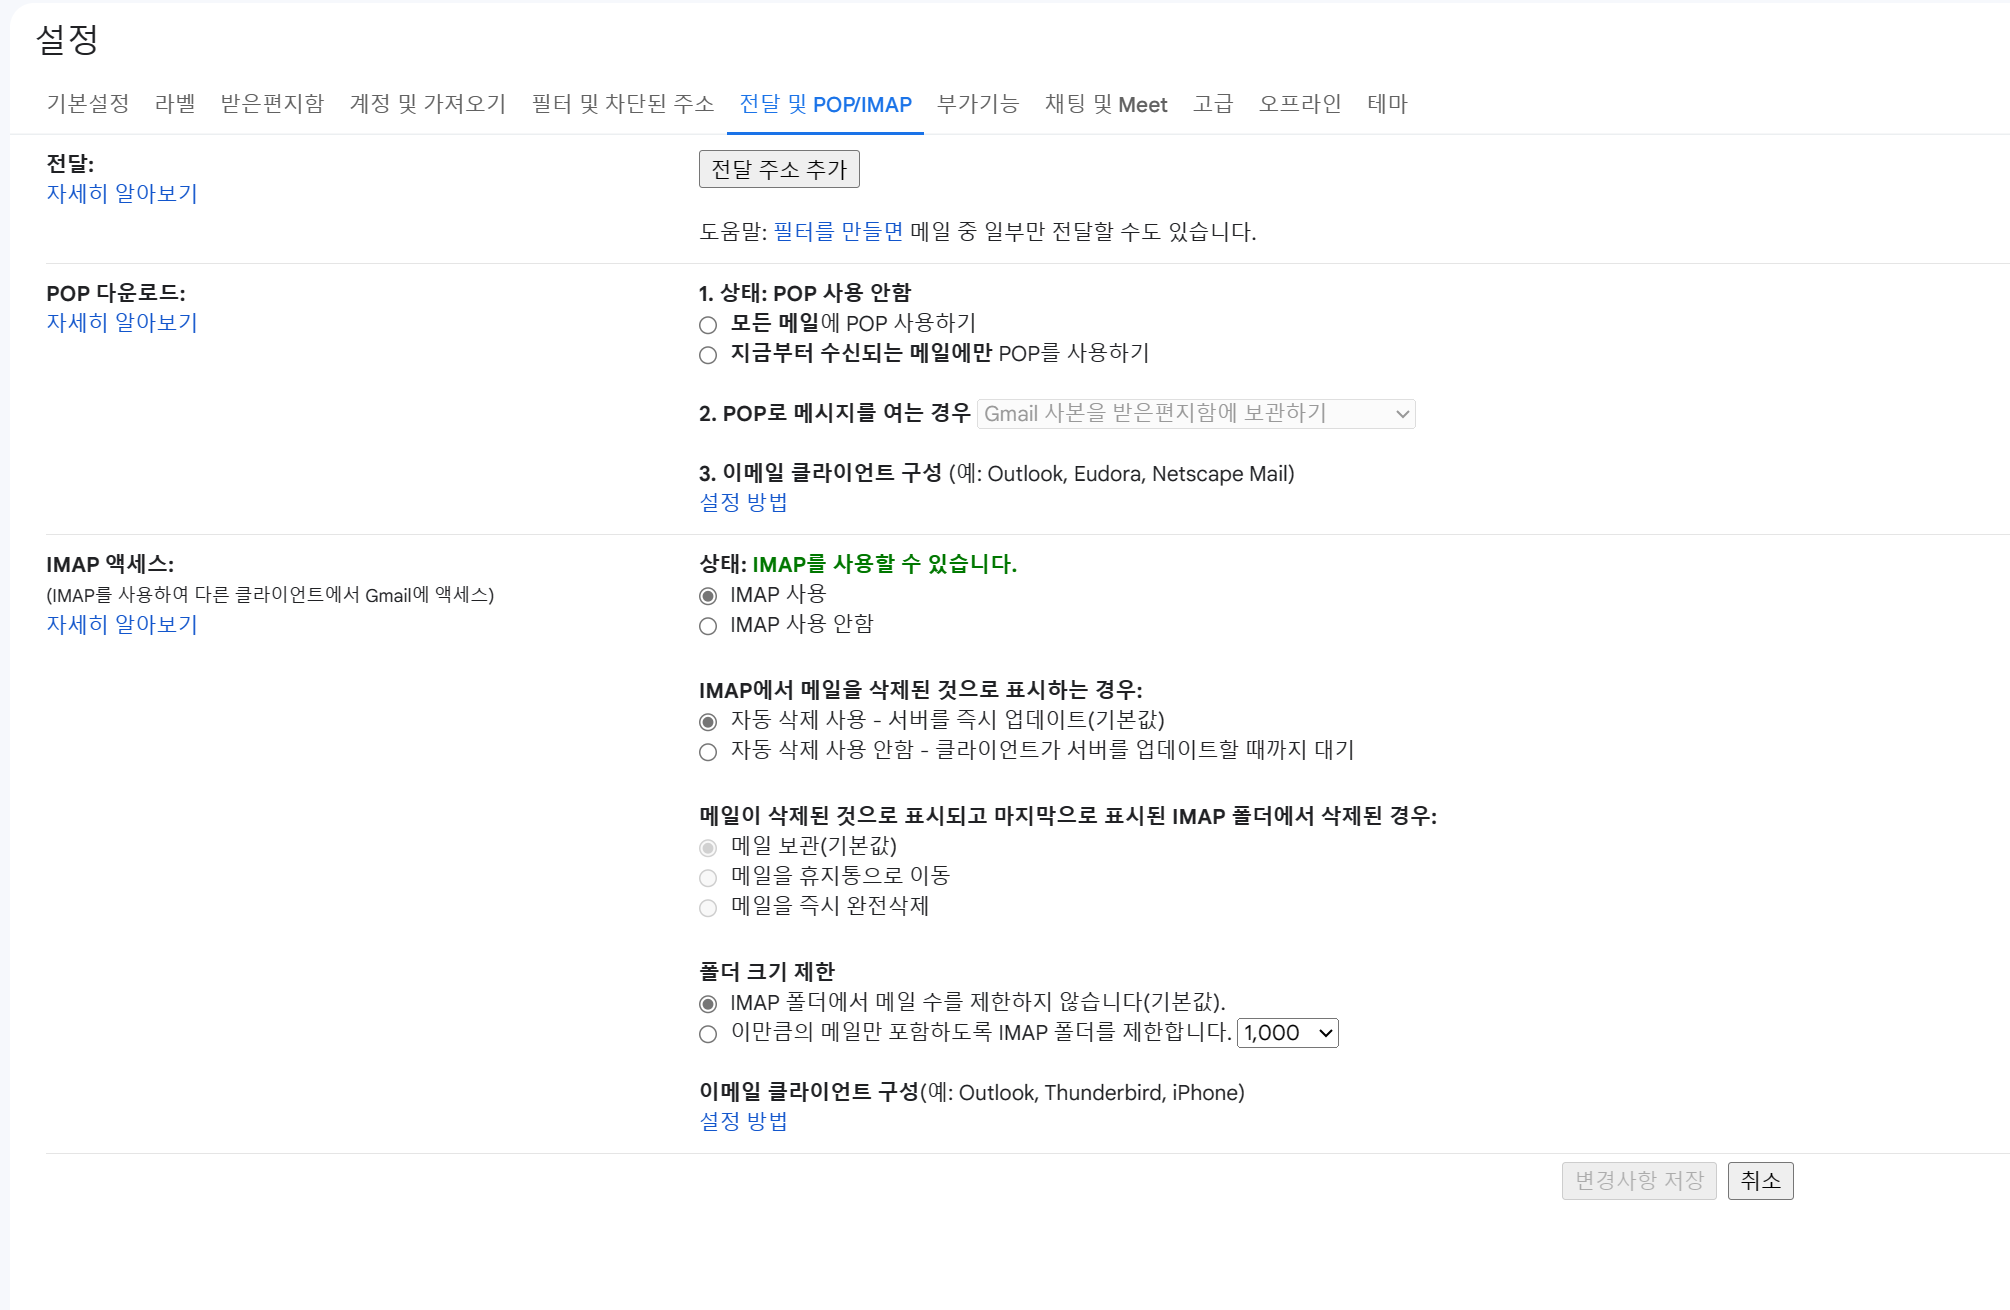 설정
기본설정 라벨 받은편지함 계정 및 가져오기 필터 및 차단된 주소 전달 및 POP/IMAP 부가기능 채팅 및 Meet 고급 오프라인 테마
전달:
자세히 알아보기
전달 주소 추가
도움말: 필터를 만들면 메일 중 일부만 전달할 수도 있습니다.
POP 다운로드:
자세히 알아보기
1. 상태: POP 사용 안함
모든 메일에 POP 사용하기
지금부터 수신되는 메일에만 POP를 사용하기
2. POP로 메시지를 여는 경우 Gmail 사본을 받은편지함에 보관하기
3. 이메일 클라이언트 구성 (예: Outlook, Eudora, Netscape Mail)
설정 방법
IMAP 액세스:
(IMAP를 사용하여 다른 클라이언트에서 Gmail에 액세스)
자세히 알아보기
상태: IMAP를 사용할 수 있습니다.
IMAP 사용
IMAP 사용 안함
IMAP에서 메일을 삭제된 것으로 표시하는 경우:
자동 삭제 사용 - 서버를 즉시 업데이트(기본값)
자동 삭제 사용 안함 - 클라이언트가 서버를 업데이트할 때까지 대기
메일이 삭제된 것으로 표시되고 마지막으로 표시된 IMAP 폴더에서 삭제된 경우:
메일 보관(기본값)
메일을 휴지통으로 이동
메일을 즉시 완전삭제
폴더 크기 제한
IMAP 폴더에서 메일 수를 제한하지 않습니다(기본값).
이만큼의 메일만 포함하도록 IMAP 폴더를 제한합니다. 1,000
이메일 클라이언트 구성(예: Outlook, Thunderbird, iPhone)
설정 방법
변경사항 저장 취소